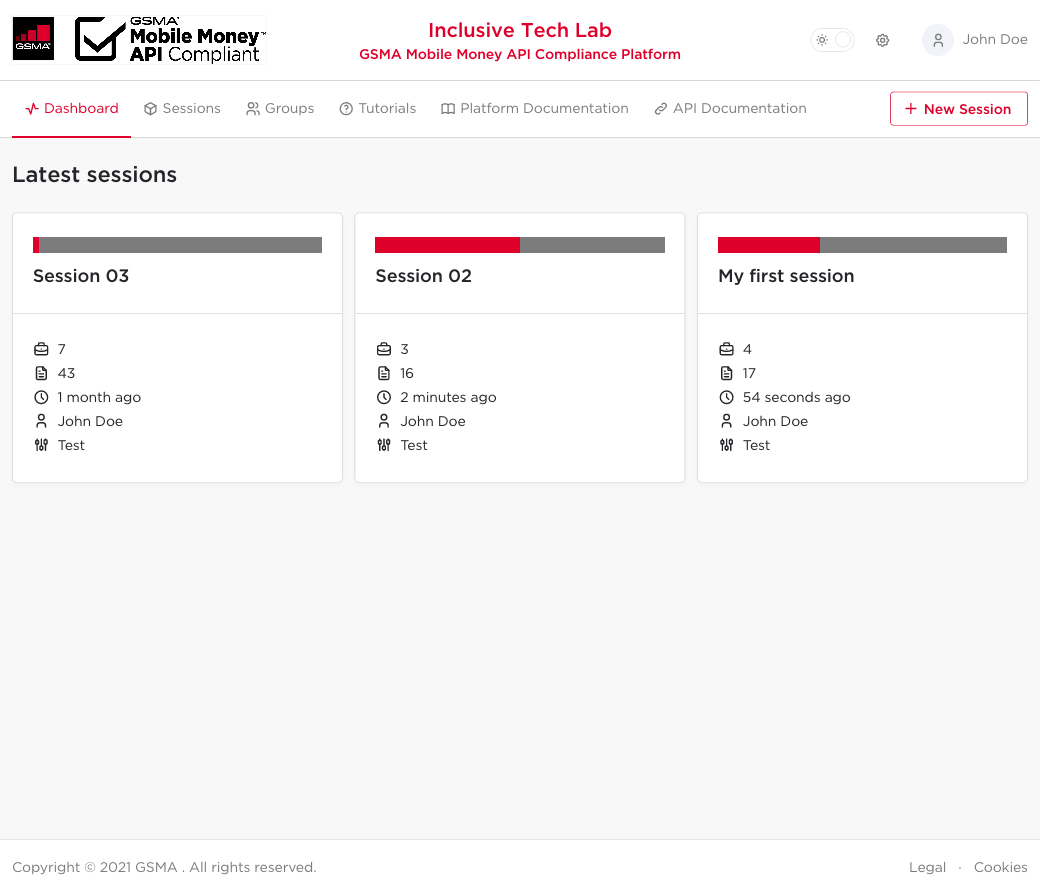 GSMA
GSMA
Mobile Money™
API Compliant
Inclusive Tech Lab
GSMA Mobile Money API Compliance Platform
John Doe
Dashboard
Sessions
Groups
Tutorials
Platform Documentation
API Documentation
New Session
Latest sessions
Session 03
7
43
1 month ago
John Doe
Test
Session 02
3
16
2 minutes ago
John Doe
Test
My first session
4
17
54 seconds ago
John Doe
Test
Copyright © 2021 GSMA . All rights reserved.
Legal · Cookies